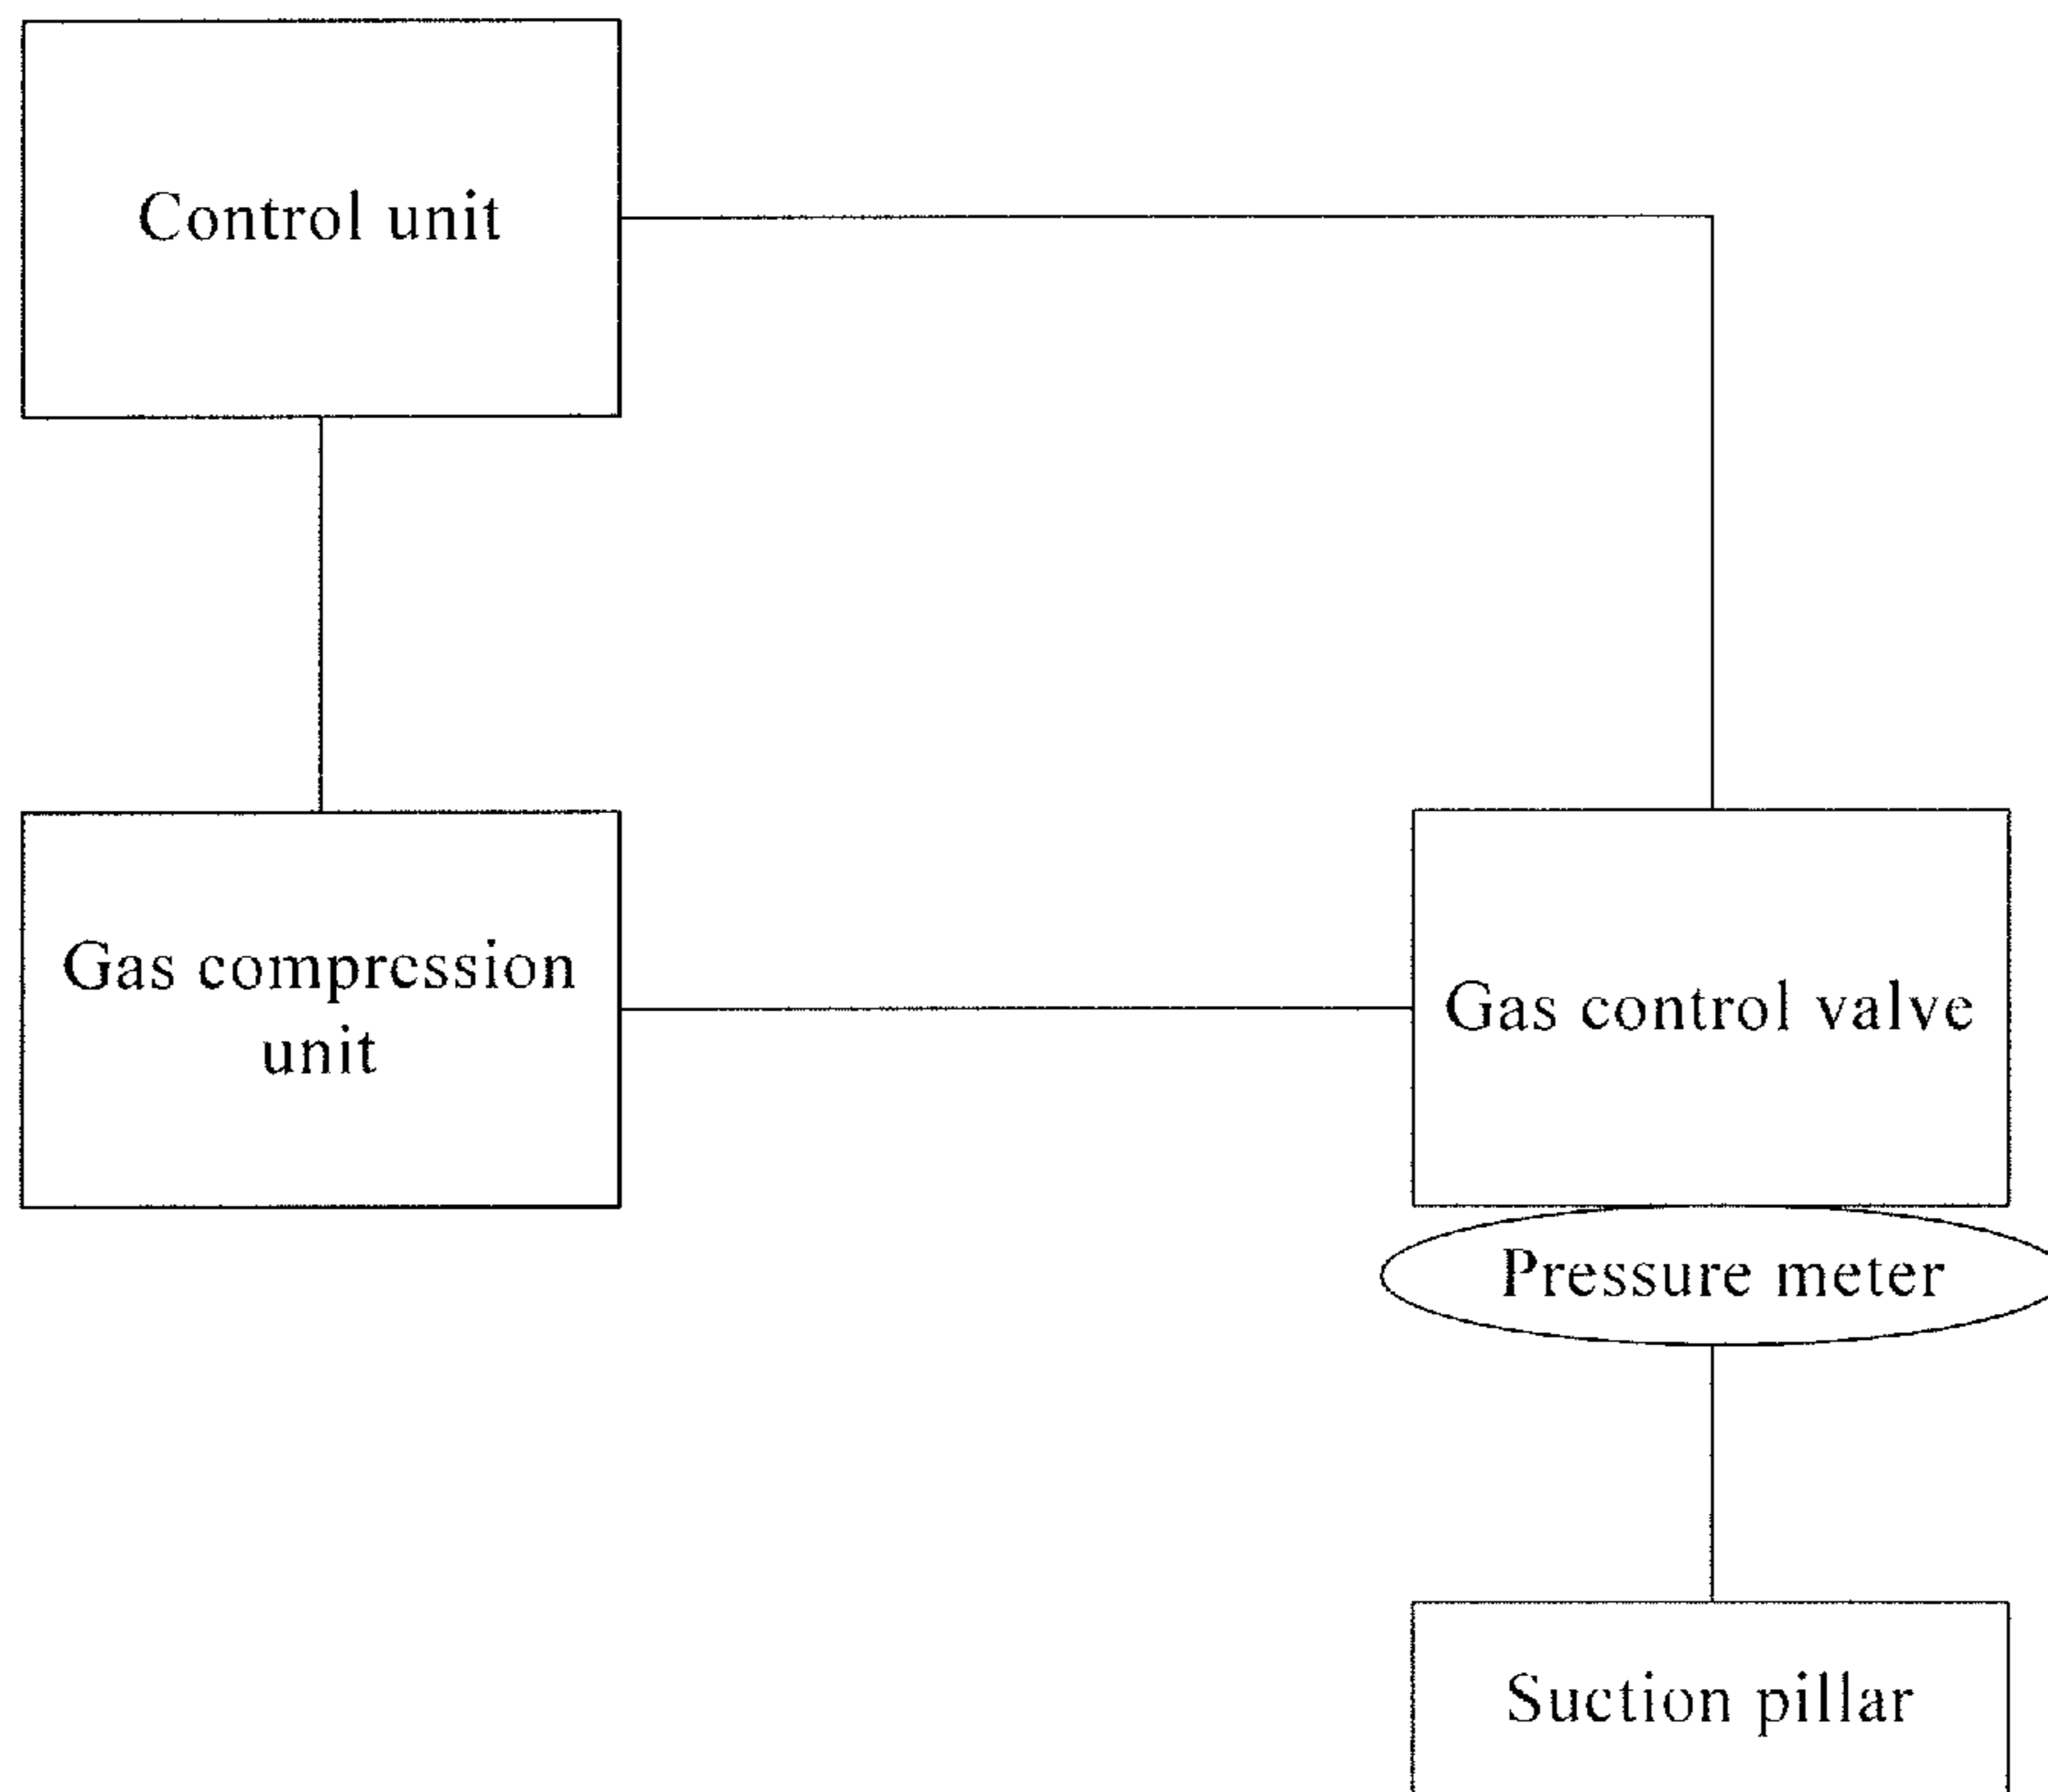 Control unit
Gas compression
unit
Gas control valve
Pressure meter
Suction pillar